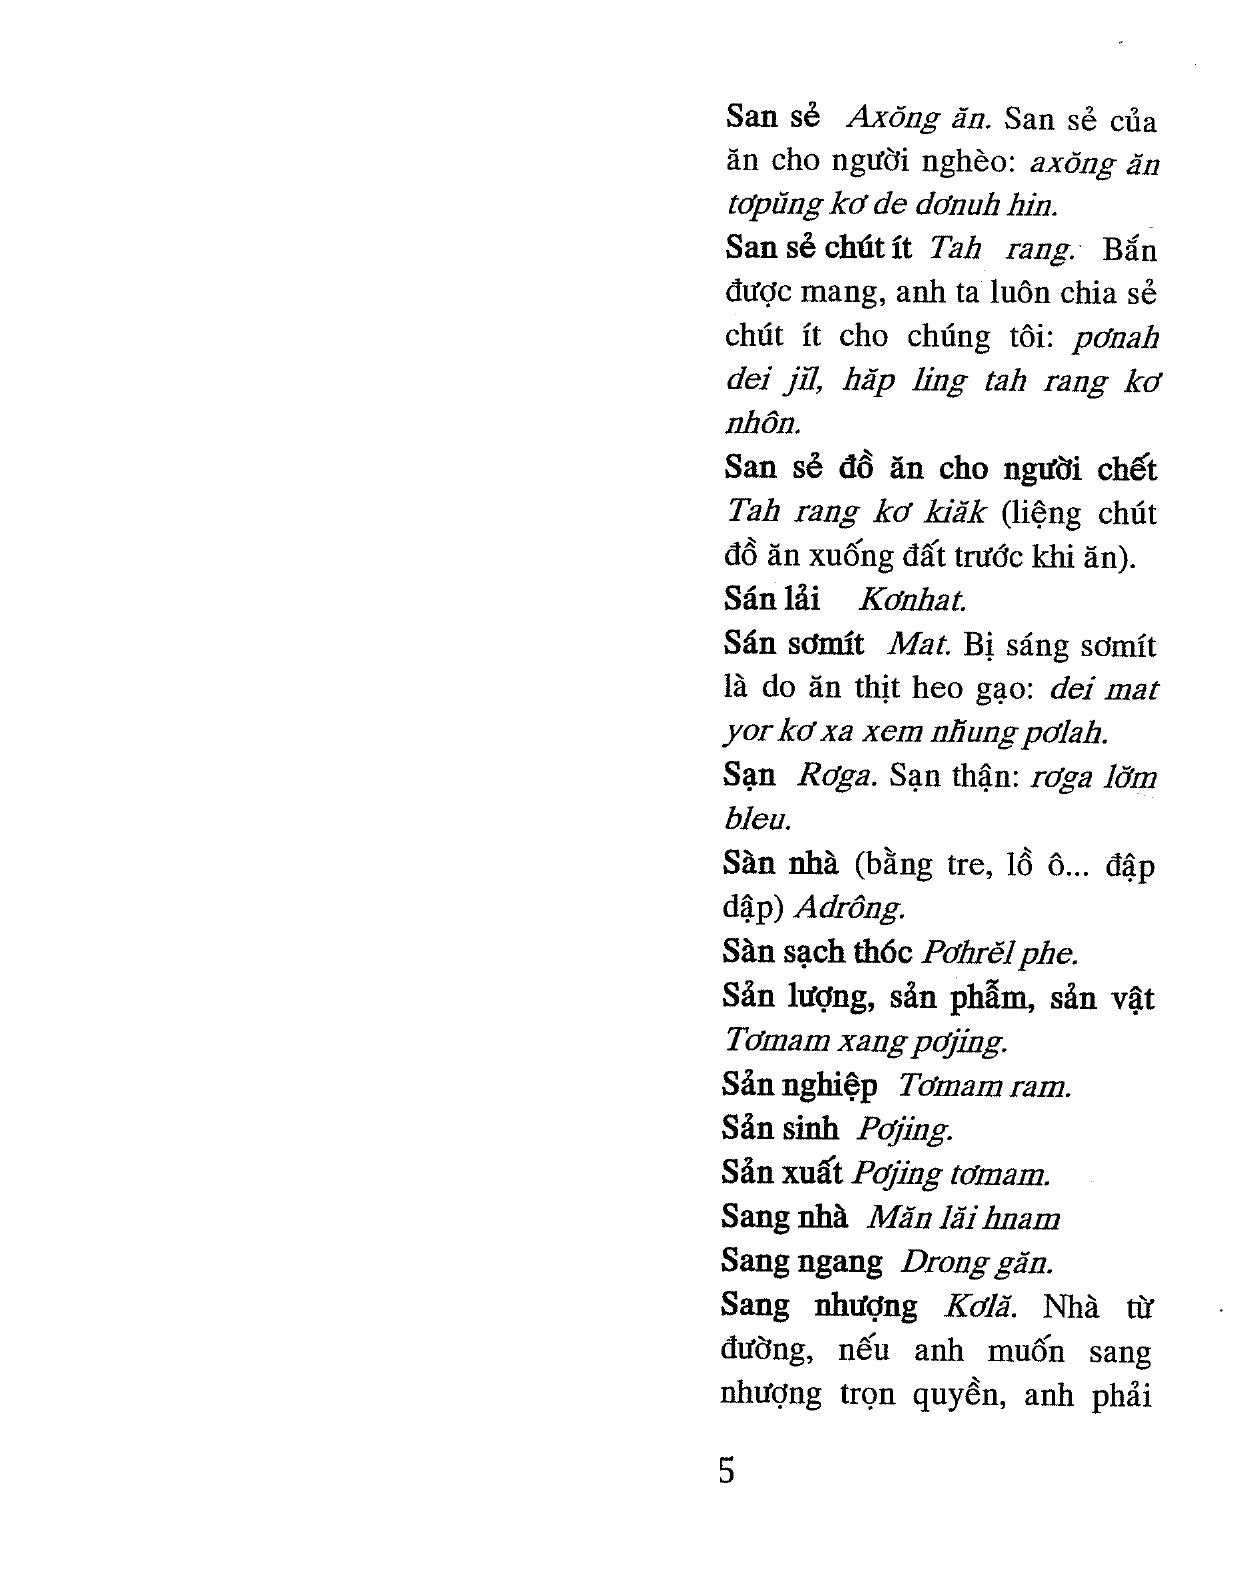 San sẻ Axŏng ăn. San sẻ của
ăn cho người nghèo: axŏng ăn
tơpŭng kơ de dơnuh hin.
San sẻ chút ít Tah rang. Bắn
được mang, anh ta luôn chia sẻ
chút ít cho chúng tôi: pơnah
dei jĭl, hăp ling tah rang kơ
nhôn.
San sẻ đồ ăn cho người chết
Tah rang kơ kiăk (liệng chút
đồ ăn xuống đất trước khi ăn).
Sán lải Kơnhat.
Sán sơmít Mat. Bị sáng sơmít
là do ăn thịt heo gạo: dei mat
yor kơ xa xem nhŭng pơlah.
Sạn Rơga. Sạn thận: rơga lơ̆m
bleu.
Sàn nhà (bằng tre, lồ ô... đập
dập) Adrông.
Sàn sạch thóc Pơhrĕl phe.
Sản lượng, sản phẫm, sản vật
Tơmam xang pơjing.
Sản nghiệp Tơmam ram.
Sản sinh Pơjing.
Sản xuất Pơjing tơmam.
Sang nhà Măn lăi hnam
Sang ngang Drong găn.
Sang nhượng Kơlă. Nhà từ
đường, nếu anh muốn sang
nhượng trọn quyền, anh phải
5